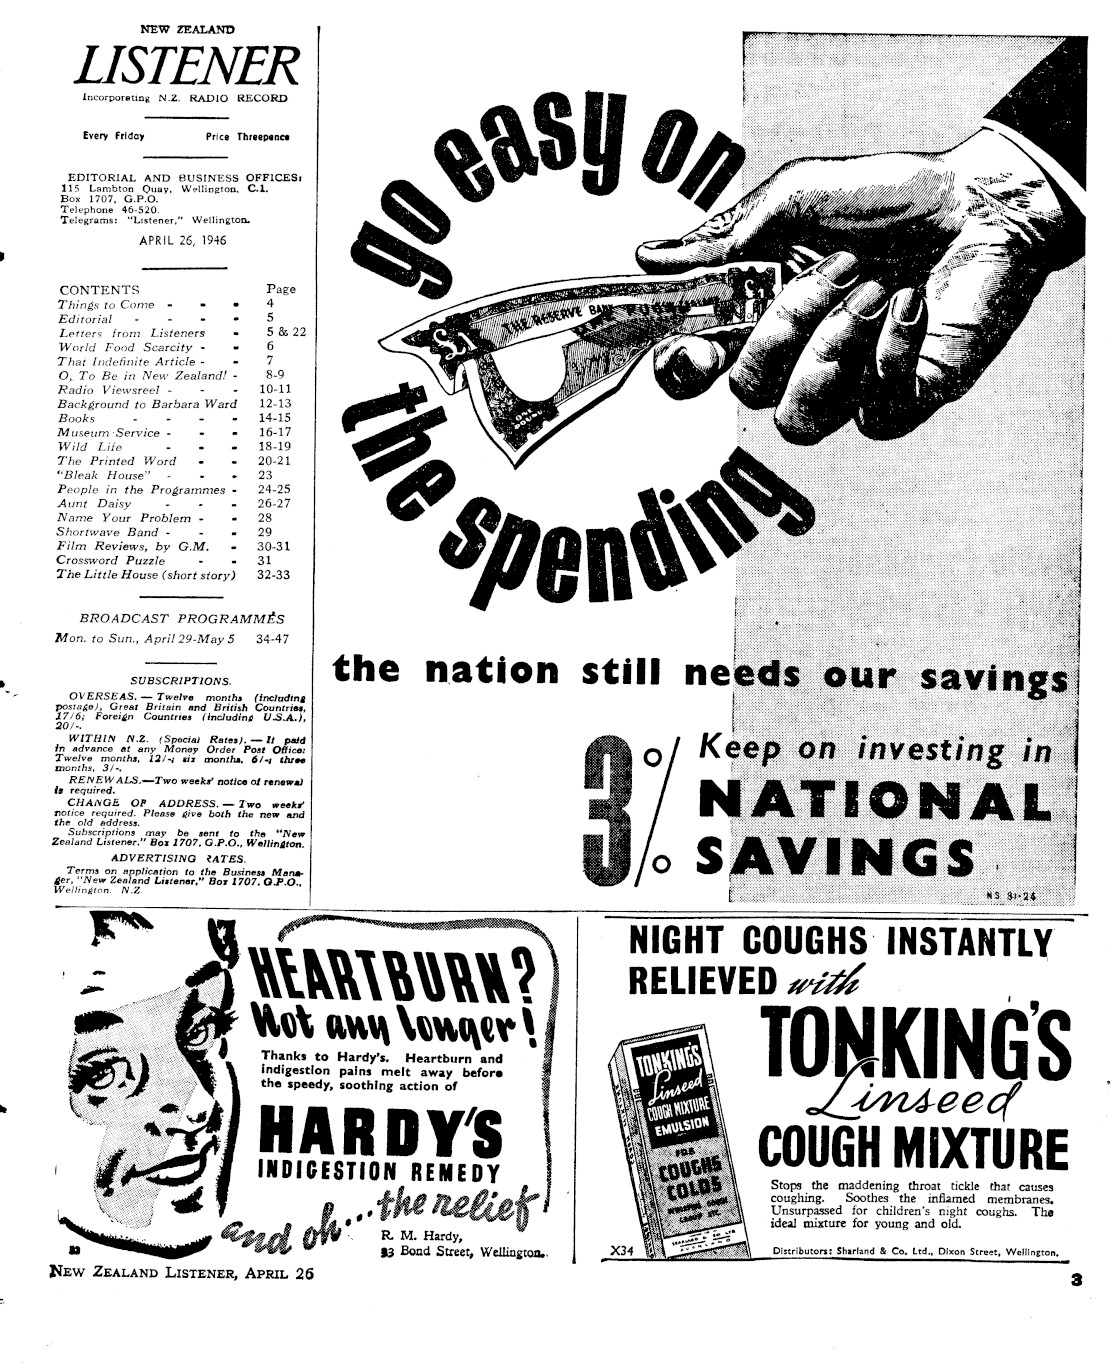 NEW ZEALAND
LISTENER
Incorporating N.Z. RADIO RECORD
Every Friday Price Threepence
EDITORIAL AND BUSINESS OFFICES:
115 Lambton Quay, Wellington, C.1.
Box 1707, G.P.O.
Telephone 46-520.
Telegrams: "Listener," Wellington.
APRIL 26, 1946
CONTENTS Page
Things to Come - - - 4
Editorial - - - - 5
Letters from Listeners - 5 & 22
World Food Scarcity - - 6
That Indefinite Article - - 7
O, To Be in New Zealand! - 8-9
Radio Viewsreel - - - 10-11
Background to Barbara Ward 12-13
Books - - - - 14-15
Museum Service - - - 16-17
Wild Life - - - 18-19
The Printed Word - - 20-21
"Bleak House" - - - 23
People in the Programmes - 24-25
Aunt Daisy - - - 26-27
Name Your Problem - - 28
Shortwave Band - - - 29
Film Reviews, by G.M. - 30-31
Crossword Puzzle - - 31
The Little House (short story) 32-33
BROADCAST PROGRAMMES
Mon. to Sun., April 29-May 5 34-47
SUBSCRIPTIONS.
OVERSEAS. — Twelve months (including
postage), Great Britain and British Countries,
17/6; Foreign Countries (including U.S.A.),
20/-.
WITHIN N.Z. (Special Rates). — If paid
in advance at any Money Order Post Office:
Twelve months, 12/-; six months, 6/-; three
months, 3/-.
RENEWALS.—Two weeks' notice of renewal
is required.
CHANGE OF ADDRESS. — Two weeks'
notice required. Please give both the new and
the old address.
Subscriptions may be sent to the "New
Zealand Listener," Box 1707, G.P.O., Wellington.
ADVERTISING RATES.
Terms on application to the Business Mana-
ger, "New Zealand Listener," Box 1707, G.P.O.,
Wellington. N.Z.
go easy on
THE RESERVE BANK
£1
£1
ONE
POUND
the spending
the nation still needs our savings
3% Keep on investing in
NATIONAL
SAVINGS
N.S. 81-24
HEARTBURN?
Not any longer!
Thanks to Hardy's. Heartburn and
indigestion pains melt away before
the speedy, soothing action of
HARDY'S
INDIGESTION REMEDY
and oh... the relief
R. M. Hardy,
33 Bond Street, Wellington.
NIGHT COUGHS INSTANTLY
RELIEVED with
TONKING'S
Linseed
COUGH MIXTURE
TONKING'S
Linseed
COUGH MIXTURE
EMULSION
FOR
COUGHS
COLDS
Stops the maddening throat tickle that causes
coughing. Soothes the inflamed membranes.
Unsurpassed for children's night coughs. The
ideal mixture for young and old.
X34
Distributors: Sharland & Co. Ltd., Dixon Street, Wellington.
NEW ZEALAND LISTENER, APRIL 26
3